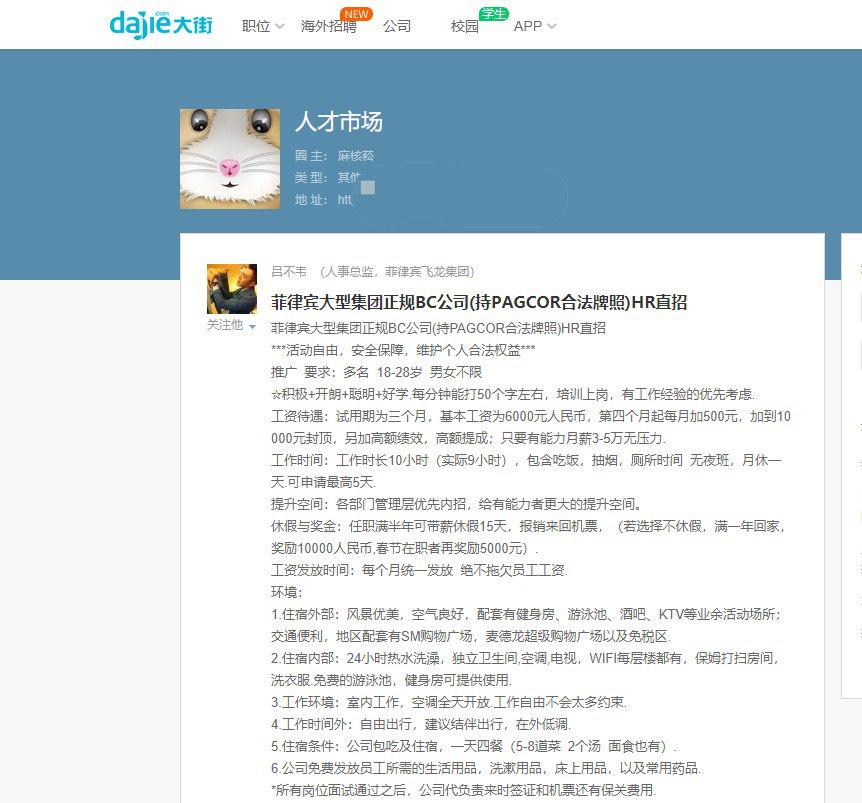 dajie.com大街
职位
海外招聘
NEW
公司
校园
学生
APP
人才市场
圈 主： 麻核菘
类 型： 其他
地 址： htt
吕不韦 （人事总监，菲律宾飞龙集团）
关注他
菲律宾大型集团正规BC公司(持PAGCOR合法牌照)HR直招
菲律宾大型集团正规BC公司(持PAGCOR合法牌照)HR直招
***活动自由，安全保障，维护个人合法权益***
推广 要求：多名 18-28岁 男女不限
☆积极+开朗+聪明+好学.每分钟能打50个字左右，培训上岗，有工作经验的优先考虑.
工资待遇：试用期为三个月，基本工资为6000元人民币，第四个月起每月加500元，加到10
000元封顶，另加高额绩效，高额提成；只要有能力月薪3-5万无压力.
工作时间：工作时长10小时（实际9小时），包含吃饭，抽烟，厕所时间 无夜班，月休一
天.可申请最高5天.
提升空间：各部门管理层优先内招，给有能力者更大的提升空间。
休假与奖金：任职满半年可带薪休假15天，报销来回机票，（若选择不休假，满一年回家，
奖励10000人民币,春节在职者再奖励5000元）.
工资发放时间：每个月统一发放 绝不拖欠员工工资.
环境；
1.住宿外部：风景优美，空气良好，配套有健身房、游泳池、酒吧、KTV等业余活动场所；
交通便利，地区配套有SM购物广场，麦德龙超级购物广场以及免税区.
2.住宿内部：24小时热水洗澡，独立卫生间,空调,电视，WIFI每层楼都有，保姆打扫房间，
洗衣服.免费的游泳池，健身房可提供使用.
3.工作环境：室内工作，空调全天开放.工作自由不会太多约束.
4.工作时间外：自由出行，建议结伴出行，在外低调.
5.住宿条件：公司包吃及住宿，一天四餐（5-8道菜 2个汤 面食也有）.
6.公司免费发放员工所需的生活用品，洗漱用品，床上用品，以及常用药品.
*所有岗位面试通过之后，公司代负责来时签证和机票还有保关费用.